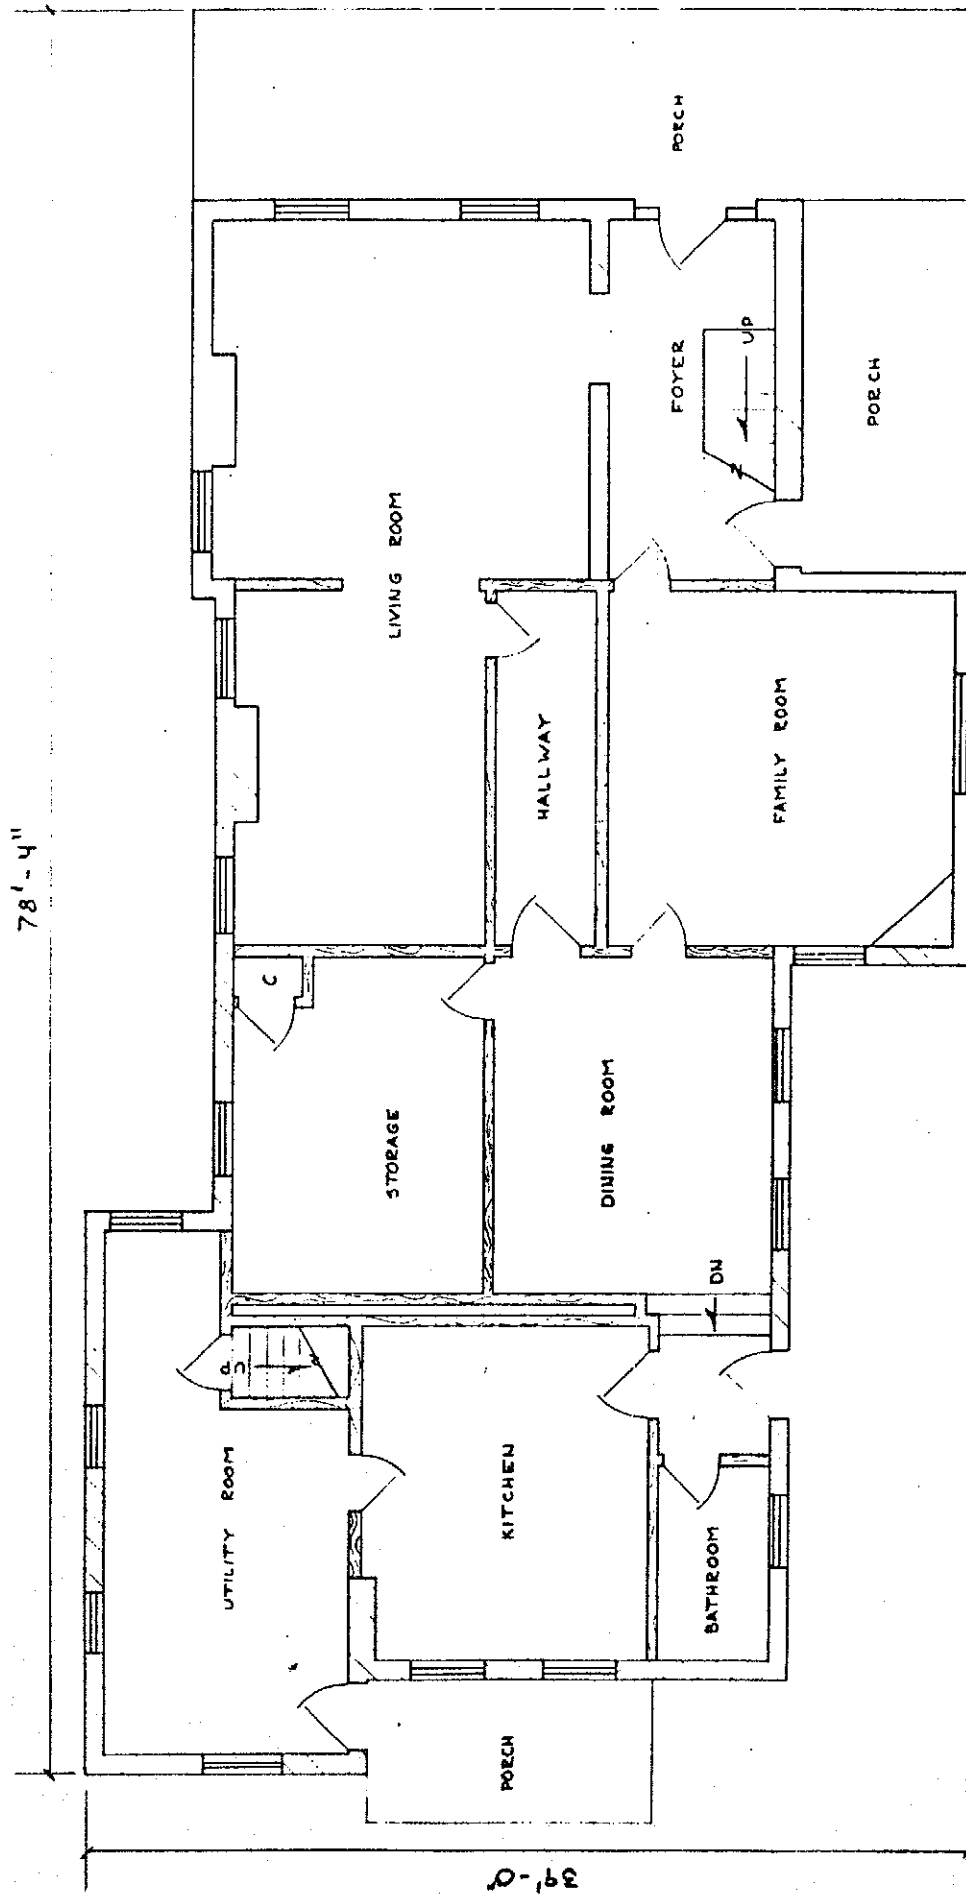 78'-4"
39'-0"
UTILITY ROOM
UP
PORCH
KITCHEN
BATHROOM
DN
STORAGE
C
DINING ROOM
LIVING ROOM
HALLWAY
FAMILY ROOM
FOYER
UP
PORCH
PORCH